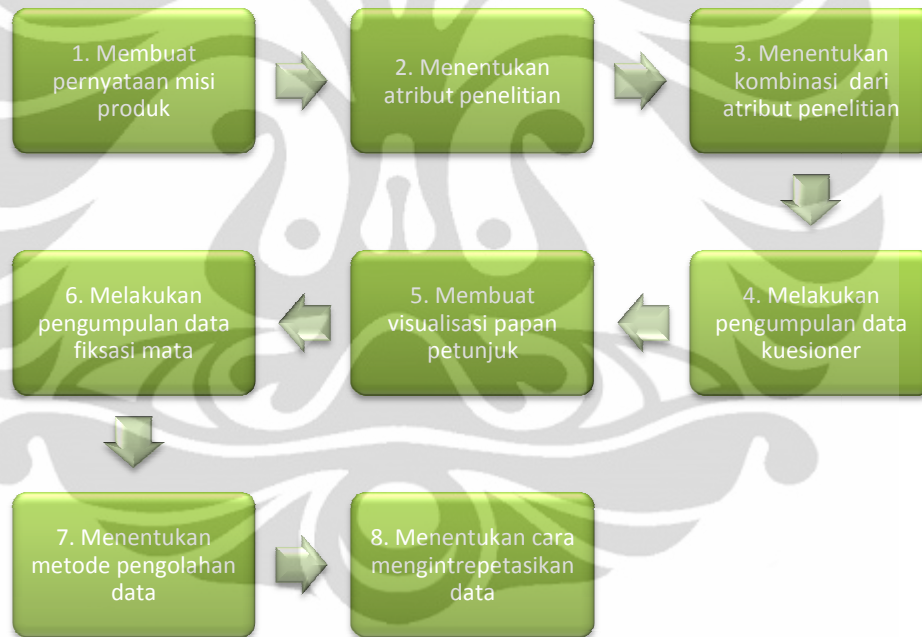 1. Membuat
pernyataan misi
produk
2. Menentukan
atribut penelitian
3. Menentukan
kombinasi dari
atribut penelitian
4. Melakukan
pengumpulan data
kuesioner
5. Membuat
visualisasi papan
petunjuk
6. Melakukan
pengumpulan data
fiksasi mata
7. Menentukan
metode pengolahan
data
8. Menentukan cara
mengintrepetasikan
data